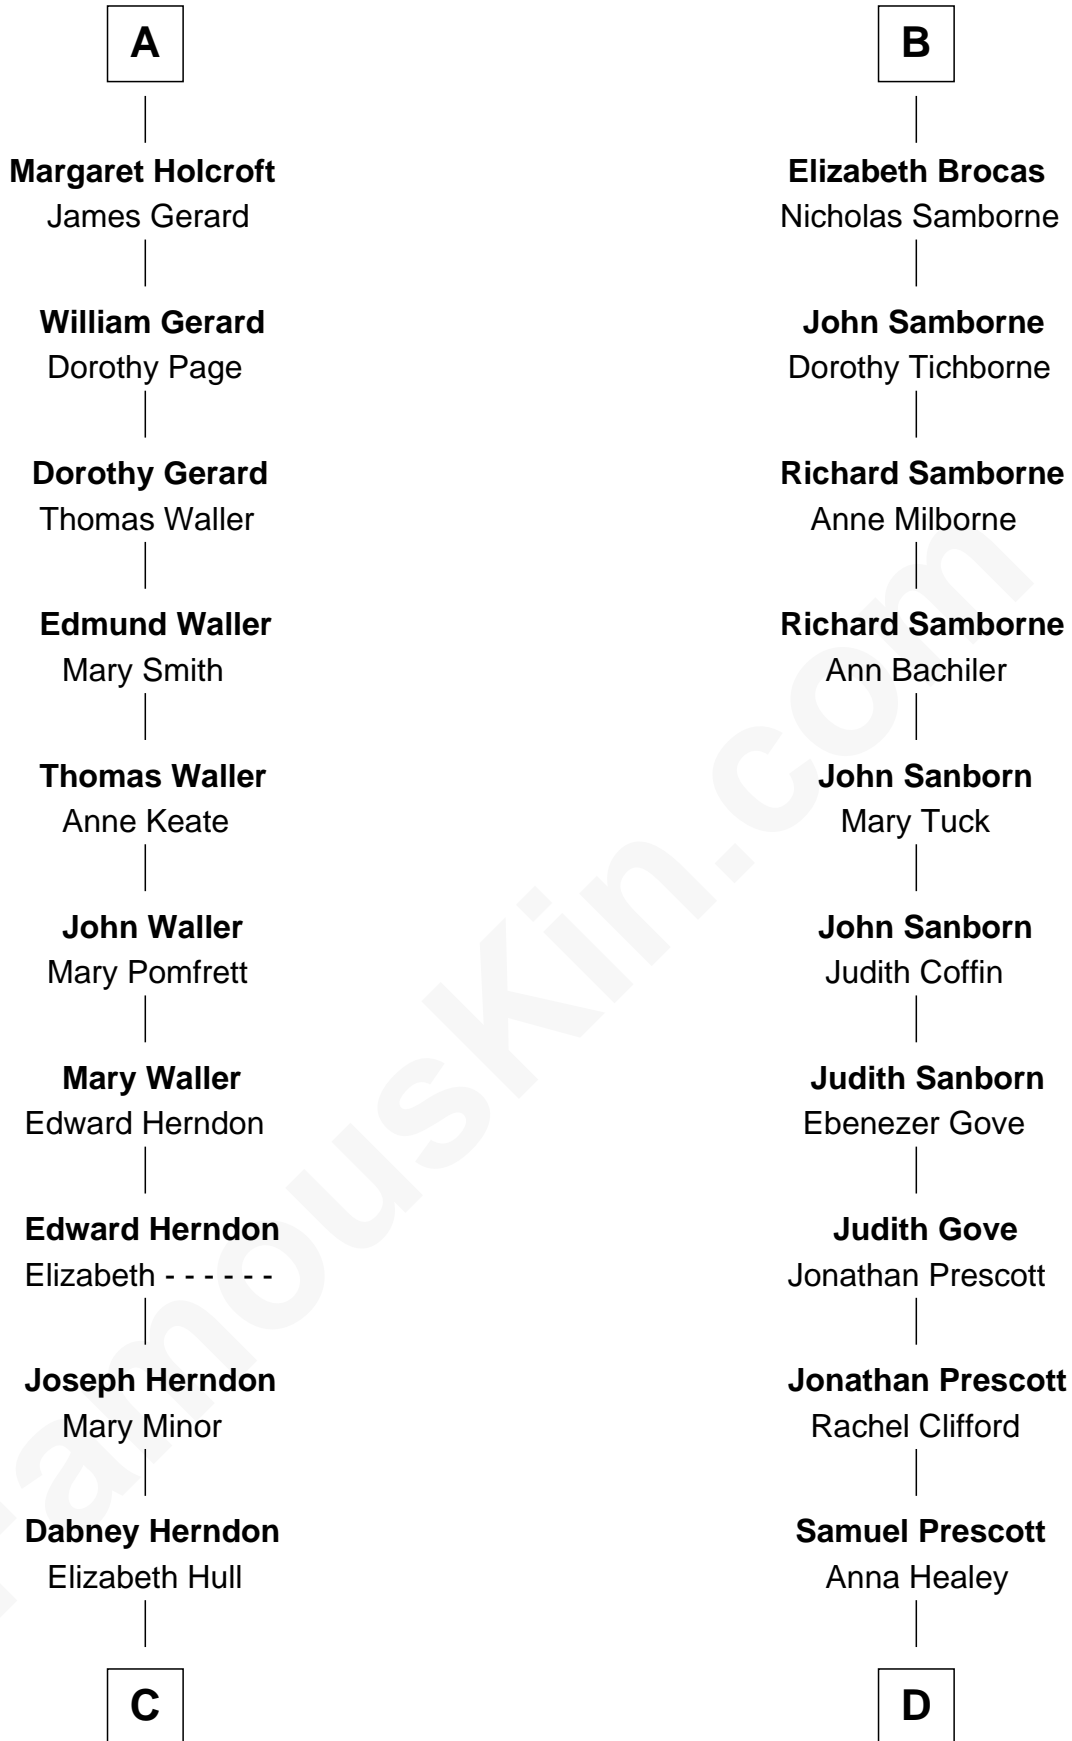 A
Margaret Holcroft
James Gerard
William Gerard
Dorothy Page
Dorothy Gerard
Thomas Waller
Edmund Waller
Mary Smith
Thomas Waller
Anne Keate
John Waller
Mary Pomfrett
Mary Waller
Edward Herndon
Edward Herndon
Elizabeth - - - - - -
Joseph Herndon
Mary Minor
Dabney Herndon
Elizabeth Hull
C
B
Elizabeth Brocas
Nicholas Samborne
John Samborne
Dorothy Tichborne
Richard Samborne
Anne Milborne
Richard Samborne
Ann Bachiler
John Sanborn
Mary Tuck
John Sanborn
Judith Coffin
Judith Sanborn
Ebenezer Gove
Judith Gove
Jonathan Prescott
Jonathan Prescott
Rachel Clifford
Samuel Prescott
Anna Healey
D
FamousKin.com